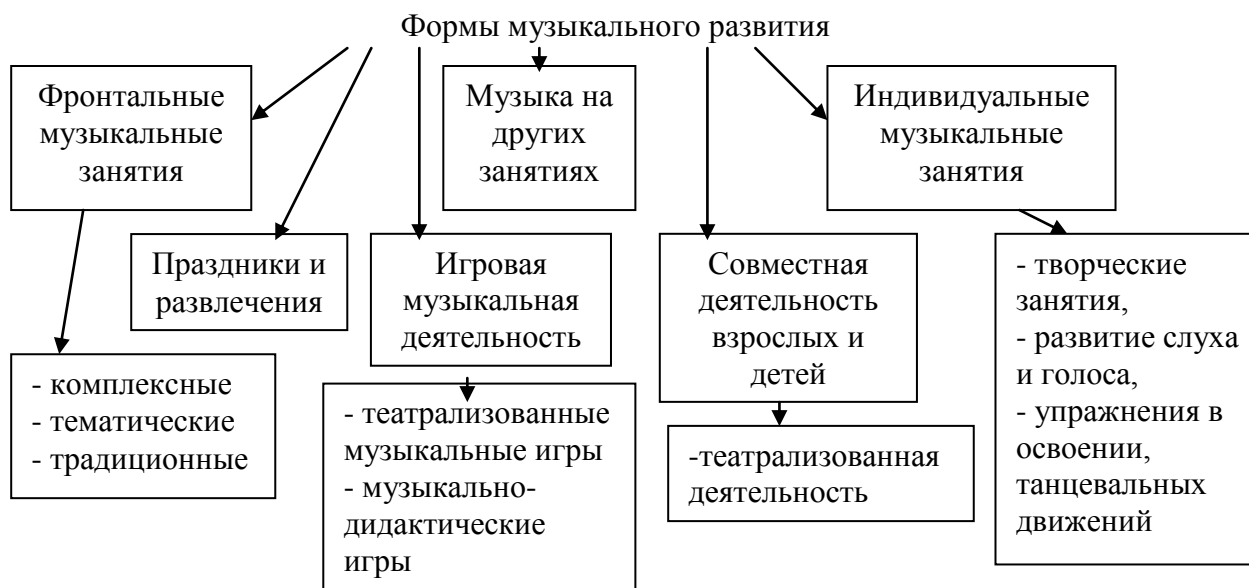 Формы музыкального развития
Фронтальные
музыкальные
занятия
Музыка на
других
занятиях
Индивидуальные
музыкальные
занятия
Праздники и
развлечения
Игровая
музыкальная
деятельность
Совместная
деятельность
взрослых и
детей
- творческие
занятия,
- развитие слуха
и голоса,
- упражнения в
освоении,
танцевальных
движений
- комплексные
- тематические
- традиционные
- театрализованные
музыкальные игры
- музыкально-
дидактические
игры
-театрализованная
деятельность